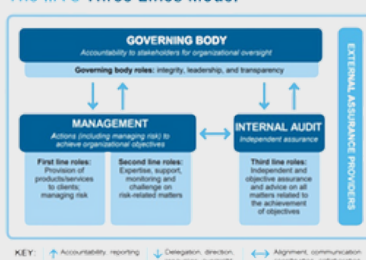 The IIA's Three Lines Model
GOVERNING BODY
Accountability to stakeholders for organizational oversight
Governing body roles: integrity, leadership, and transparency
MANAGEMENT
Actions (including managing risk) to
achieve organizational objectives
First line roles:
Provision of
products/services
to clients;
managing risk
Second line roles:
Expertise, support,
monitoring and
challenge on
risk-related matters
INTERNAL AUDIT
Independent assurance
Third line roles:
Independent and
objective assurance
and advice on all
matters related to
the achievement
of objectives
EXTERNAL ASSURANCE PROVIDERS
KEY:
Accountability, reporting
Delegation, direction,
Alignment, communication